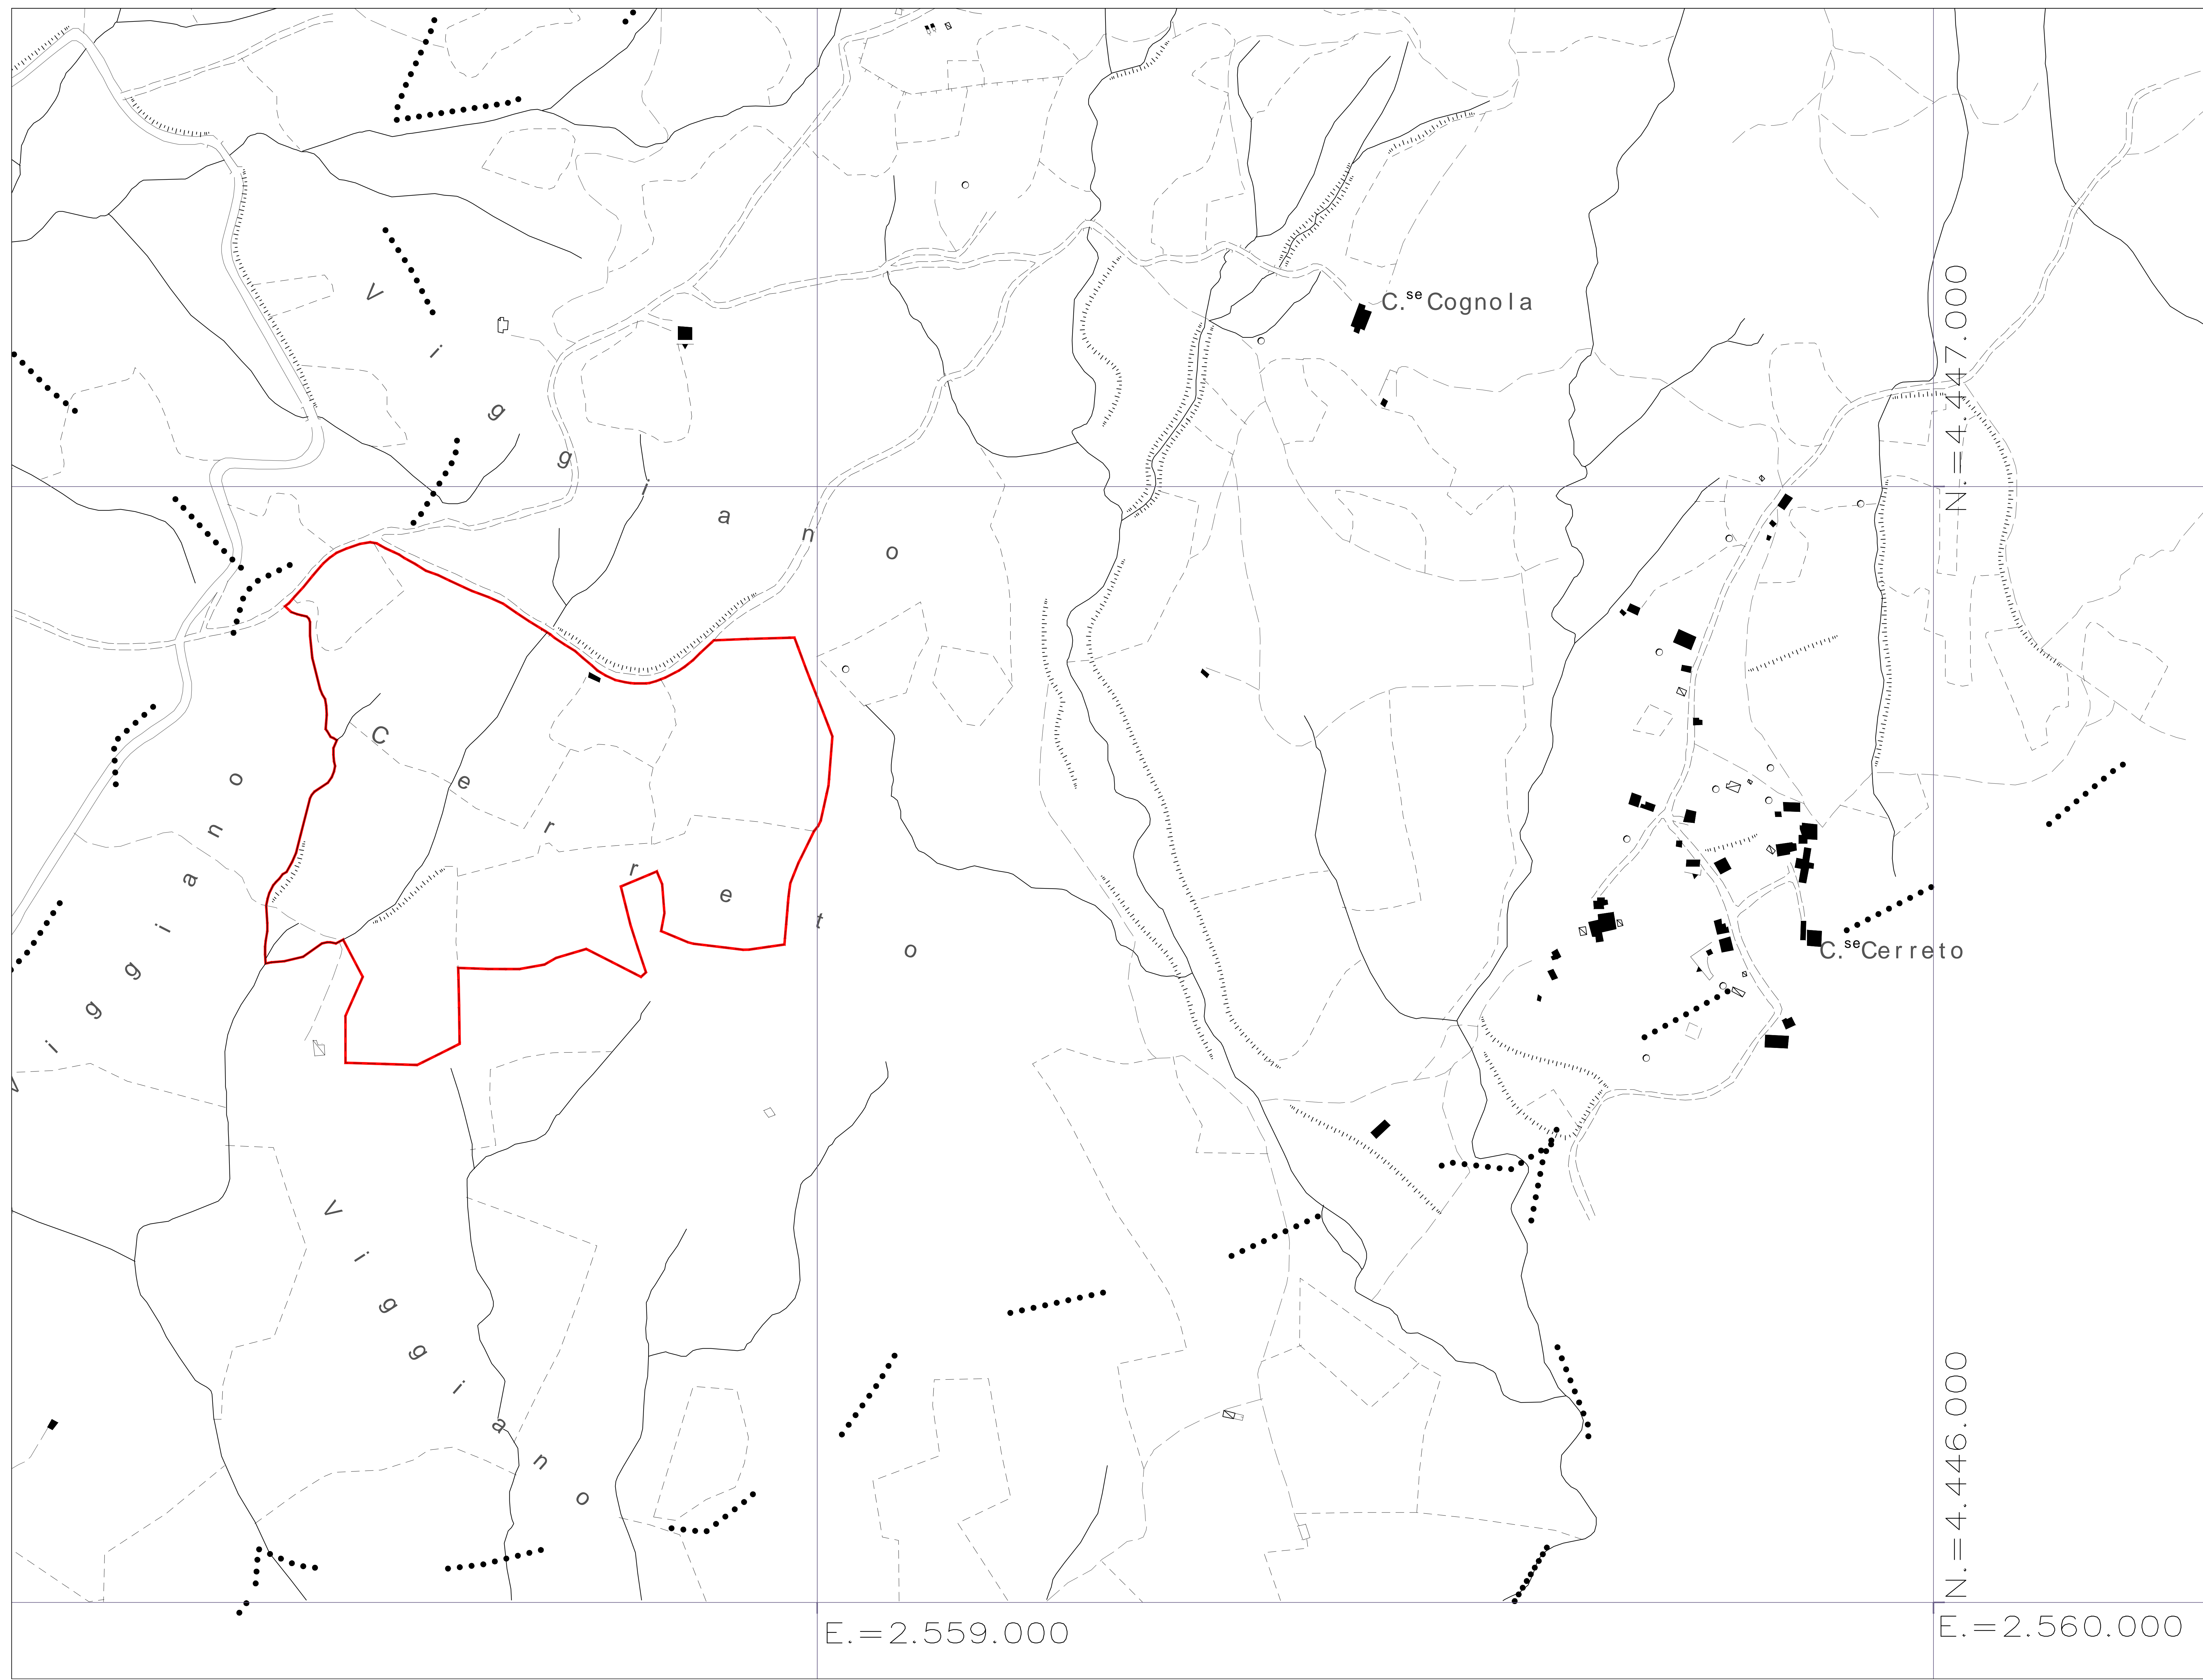 Viggiano
C.se Cognola
N.=4.447.000
Cerreto
Viggiano
C.se Cerreto
Viggiano
N.=4.446.000
E.=2.559.000
E.=2.560.000